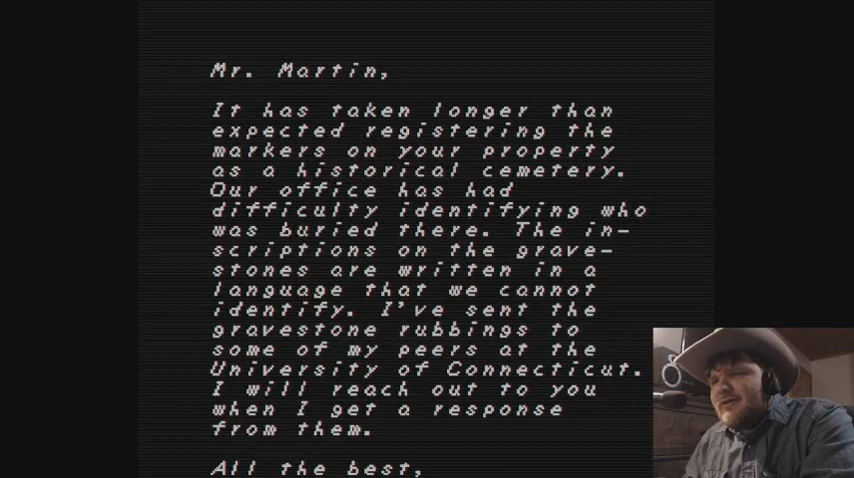 Mr. Martin,
It has taken longer than
expected registering the
markers on your property
as a historical cemetery.
Our office has had
difficulty identifying who
was buried there. The in-
scriptions on the grave-
stones are written in a
language that we cannot
identify. I've sent the
gravestone rubbings to
some of my peers at the
University of Connecticut.
I will reach out to you
when I get a response
from them.
All the best,